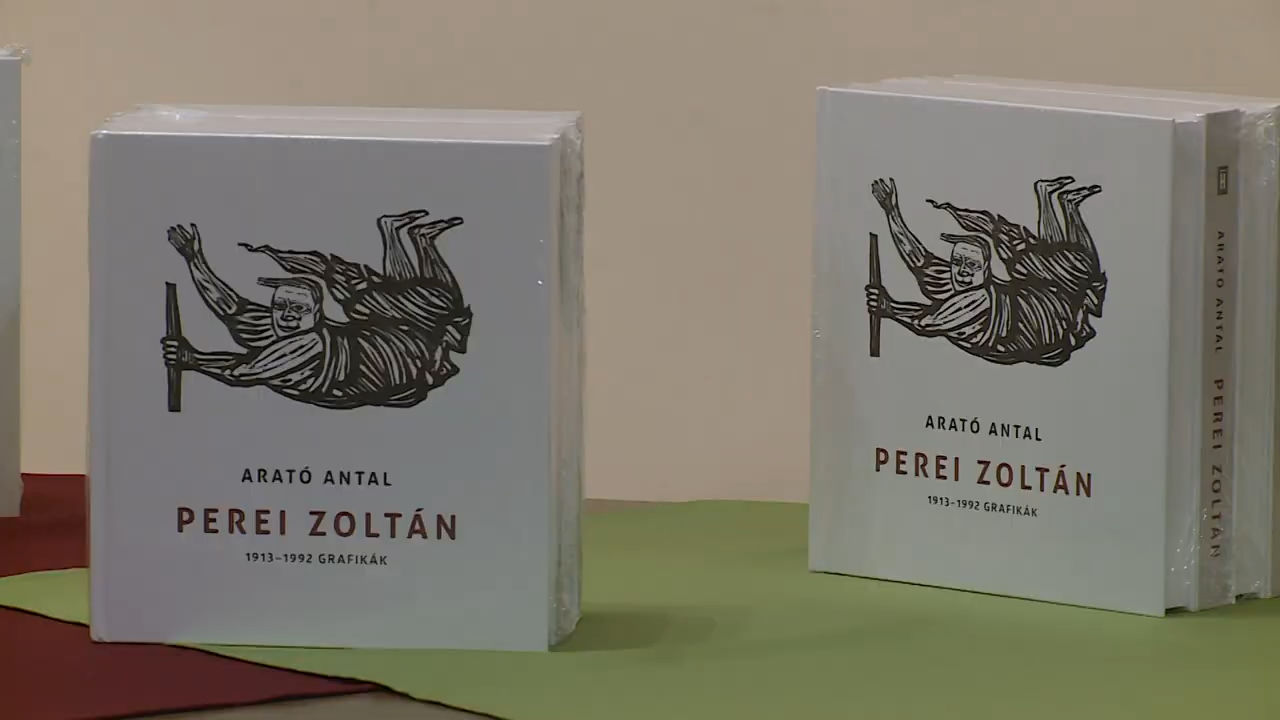 ARATÓ ANTAL
PEREI ZOLTÁN
1913–1992 GRAFIKÁK
ARATÓ ANTAL
PEREI ZOLTÁN
1913–1992 GRAFIKÁK
ARATÓ ANTAL PEREI ZOLTÁN